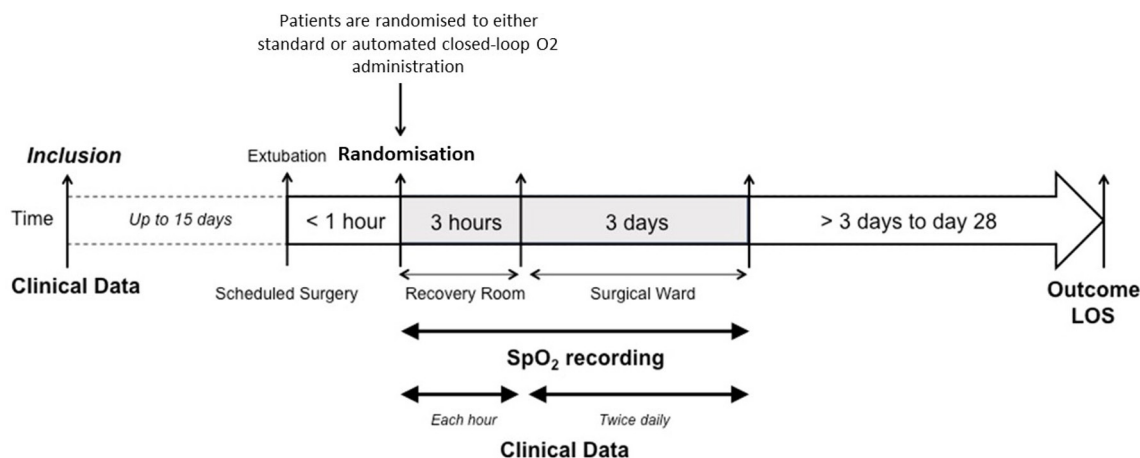 Patients are randomised to either
standard or automated closed-loop O2
administration
Inclusion
Extubation
Randomisation
Time
Up to 15 days
< 1 hour
3 hours
3 days
> 3 days to day 28
Clinical Data
Scheduled Surgery
Recovery Room
Surgical Ward
Outcome
LOS
SpO₂ recording
Each hour
Twice daily
Clinical Data